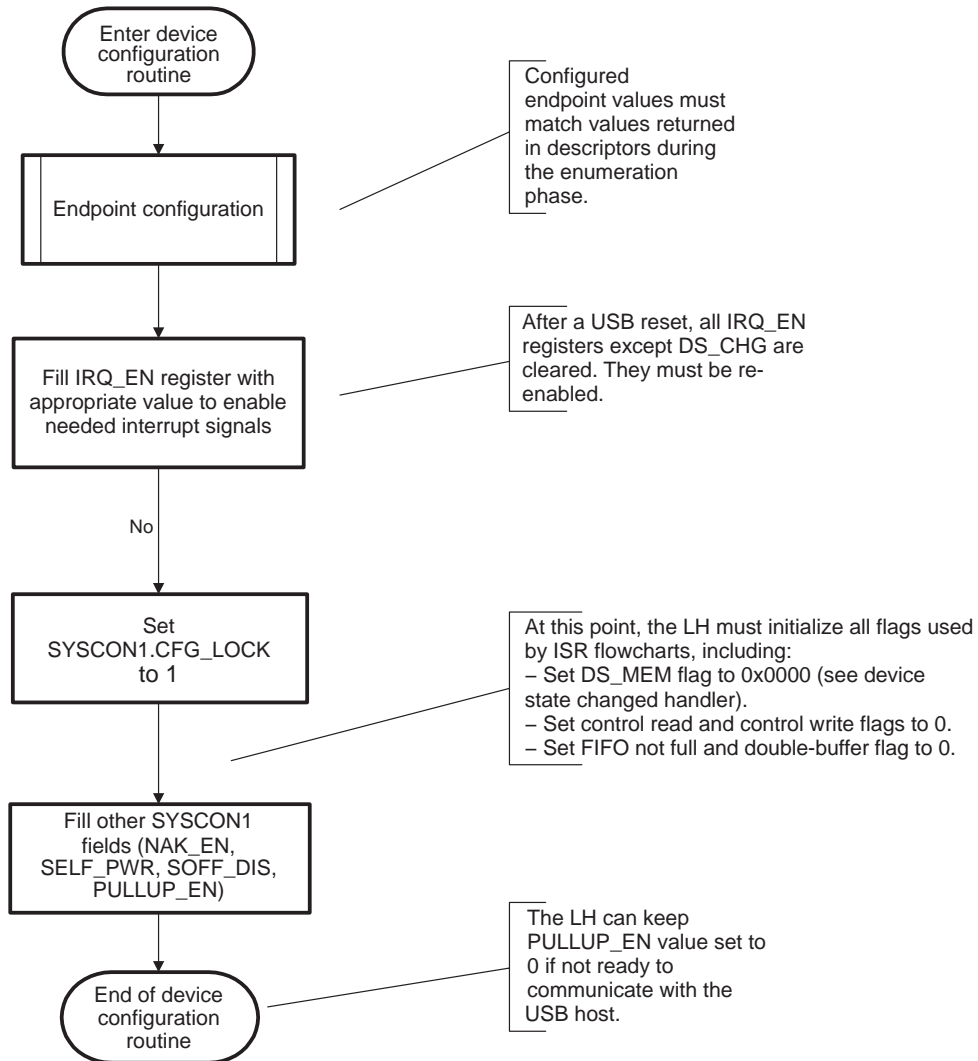 Enter device
configuration
routine
Configured
endpoint values must
match values returned
in descriptors during
the enumeration
phase.
Endpoint configuration
After a USB reset, all IRQ_EN
registers except DS_CHG are
cleared. They must be re-
enabled.
Fill IRQ_EN register with
appropriate value to enable
needed interrupt signals
No
Set
SYSCON1.CFG_LOCK
to 1
At this point, the LH must initialize all flags used
by ISR flowcharts, including:
– Set DS_MEM flag to 0x0000 (see device
state changed handler).
– Set control read and control write flags to 0.
– Set FIFO not full and double-buffer flag to 0.
Fill other SYSCON1
fields (NAK_EN,
SELF_PWR, SOFF_DIS,
PULLUP_EN)
The LH can keep
PULLUP_EN value set to
0 if not ready to
communicate with the
USB host.
End of device
configuration
routine